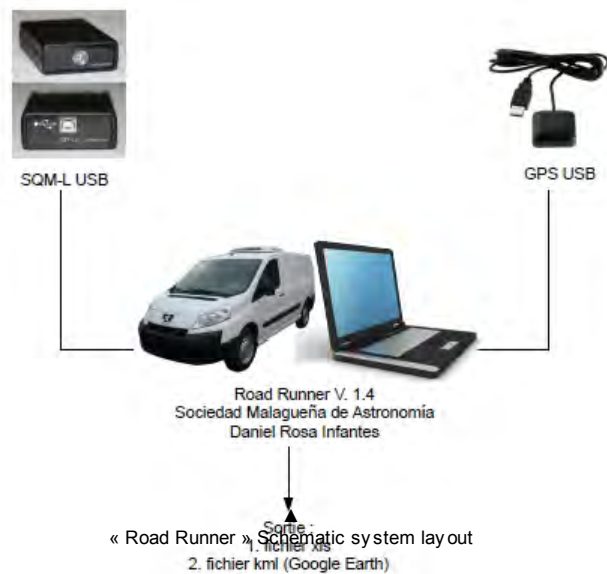 SQM-L USB
GPS USB
Road Runner V. 1.4
Sociedad Malagueña de Astronomía
Daniel Rosa Infantes
Sortie :
« Road Runner » Schematic system layout
1. fichier xls
2. fichier kml (Google Earth)